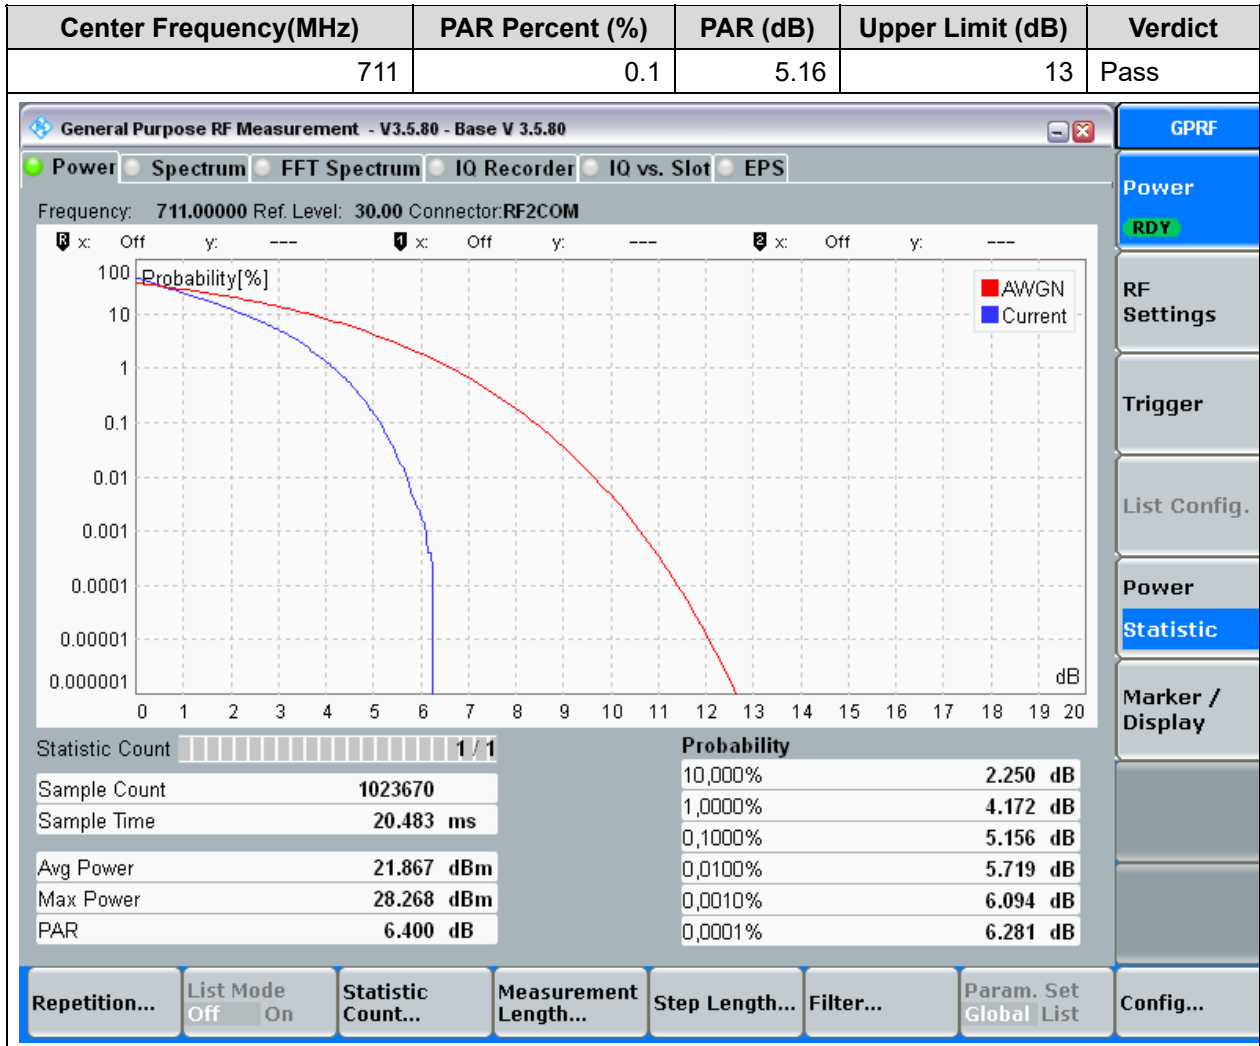 Center Frequency(MHz) PAR Percent (%) PAR (dB) Upper Limit (dB) Verdict
711 0.1 5.16 13 Pass
General Purpose RF Measurement - V3.5.80 - Base V 3.5.80
GPRF
Power Spectrum FFT Spectrum IQ Recorder IQ vs. Slot EPS
Power
RDY
Frequency: 711.00000 Ref. Level: 30.00 Connector:RF2COM
R x: Off y: --- 1 x: Off y: --- 2 x: Off y: ---
100 Probability[%]
AWGN
Current
10
1
0.1
0.01
0.001
0.0001
0.00001
0.000001
dB
0 1 2 3 4 5 6 7 8 9 10 11 12 13 14 15 16 17 18 19 20
RF
Settings
Trigger
List Config.
Power
Statistic
Marker /
Display
Statistic Count 1 / 1
Sample Count 1023670
Sample Time 20.483 ms
Avg Power 21.867 dBm
Max Power 28.268 dBm
PAR 6.400 dB
Probability
10,000% 2.250 dB
1,0000% 4.172 dB
0,1000% 5.156 dB
0,0100% 5.719 dB
0,0010% 6.094 dB
0,0001% 6.281 dB
Repetition...
List Mode
Off On
Statistic
Count...
Measurement
Length...
Step Length...
Filter...
Param. Set
Global List
Config...